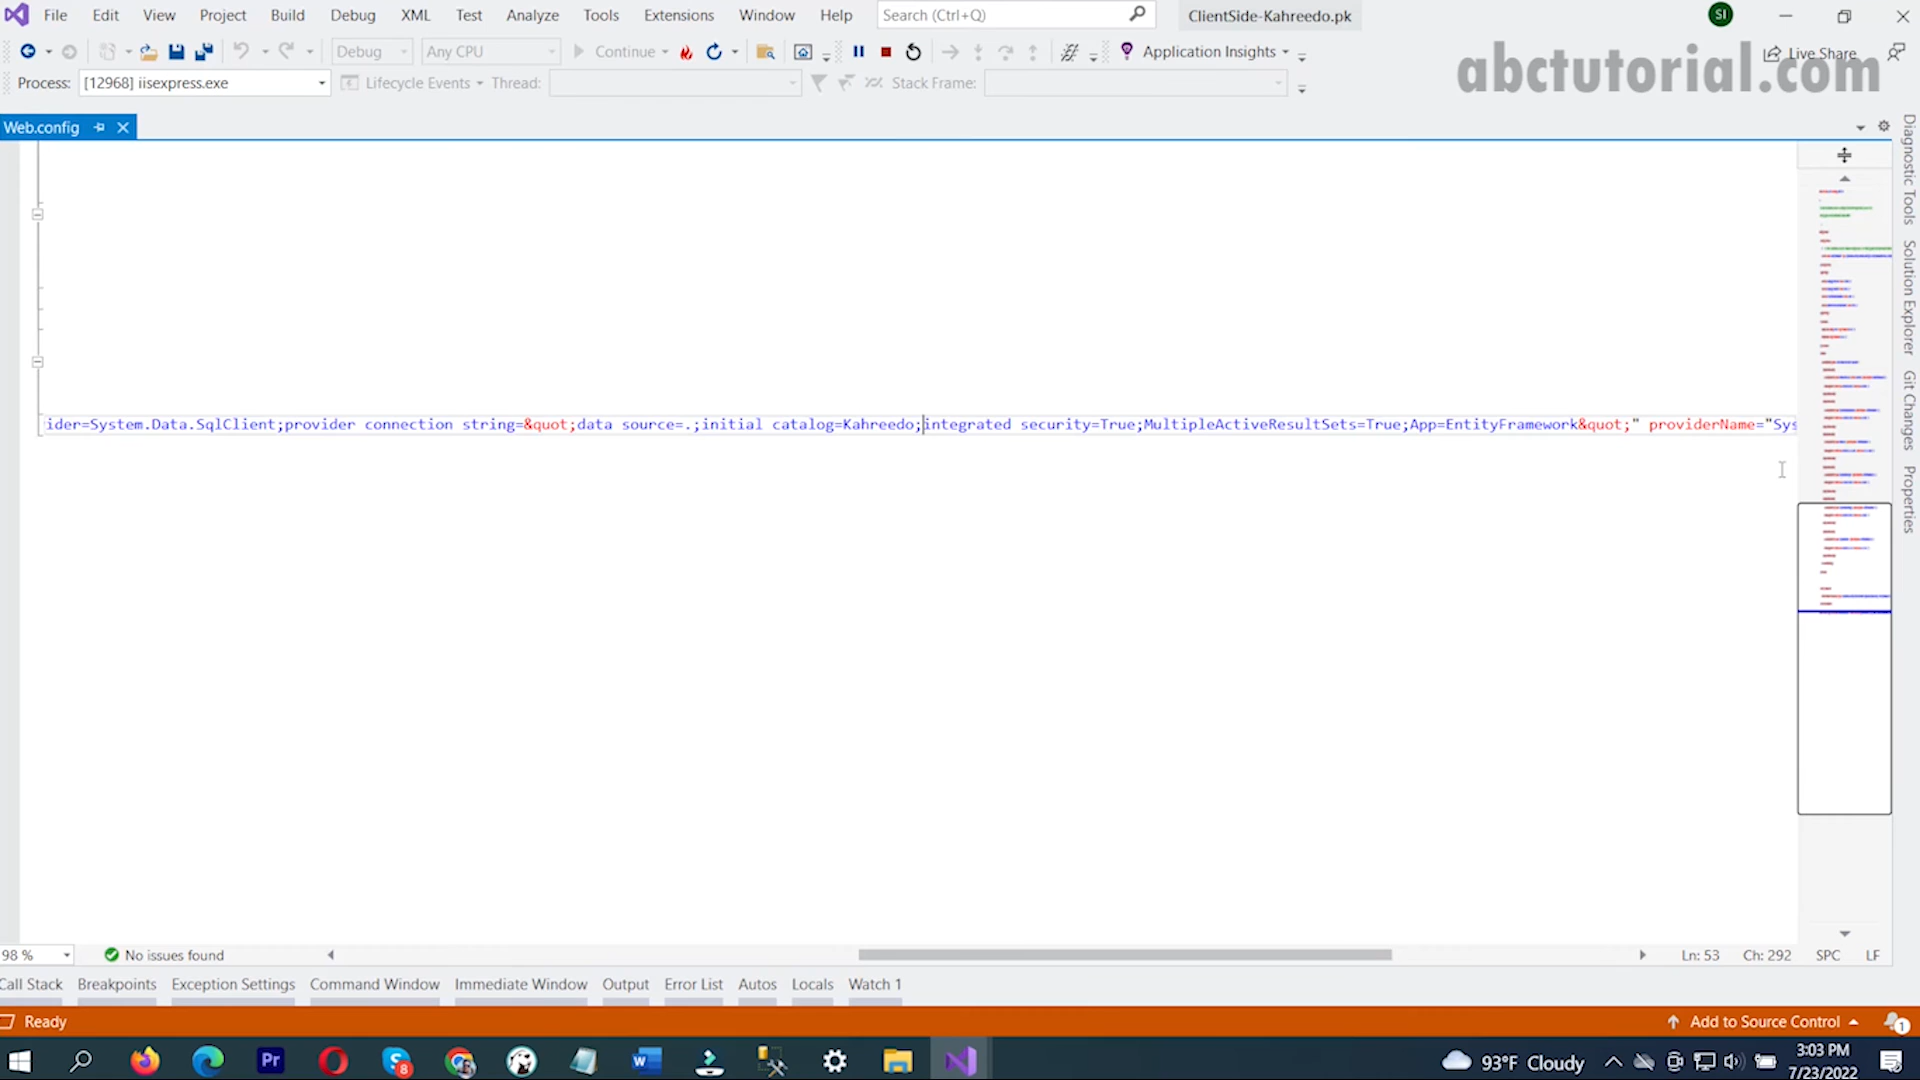 File Edit View Project Build Debug XML Test Analyze Tools Extensions Window Help Search (Ctrl+Q) ClientSide-Kahreedo.pk SI
Debug Any CPU Continue Application Insights Live Share
abctutorial.com
Process: [12968] iisexpress.exe Lifecycle Events Thread: Stack Frame:
Web.config
Diagnostic Tools
Solution Explorer
Git Changes
Properties
ider=System.Data.SqlClient;provider connection string=&quot;data source=.;initial catalog=Kahreedo;integrated security=True;MultipleActiveResultSets=True;App=EntityFramework&quot;" providerName="Sys
98 % No issues found Ln: 53 Ch: 292 SPC LF
Call Stack Breakpoints Exception Settings Command Window Immediate Window Output Error List Autos Locals Watch 1
Ready Add to Source Control 1
Pr 8 93°F Cloudy 3:03 PM
7/23/2022